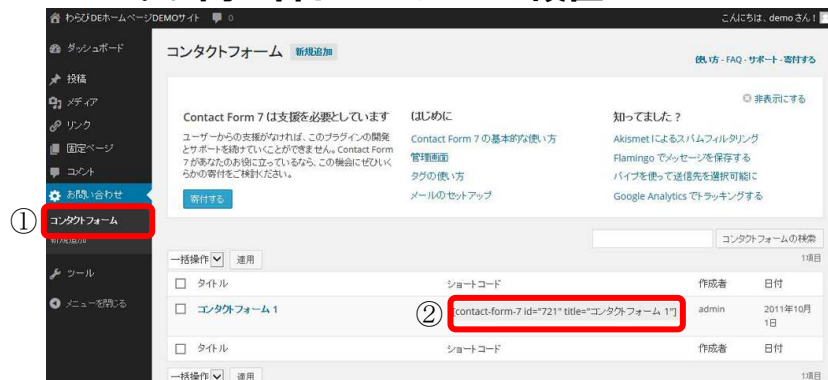 わらびDEホームページDEMOサイト 0
こんにちは、demoさん!
ダッシュボード
投稿
メディア
リンク
固定ページ
コメント
お問い合わせ
①
コンタクトフォーム
新規追加
ツール
メニューを閉じる
コンタクトフォーム 新規追加
使い方 - FAQ - サポート - 寄付する
非表示にする
Contact Form 7 は支援を必要としています
ユーザーからの支援がなければ、このプラグインの開発
とサポートを続けていくことができません。Contact Form
7 があなたのお役に立っているなら、この機会にぜひいく
らかの寄付をご検討ください。
寄付する
はじめに
Contact Form 7 の基本的な使い方
管理画面
タグの使い方
メールのセットアップ
知ってました?
Akismet によるスパムフィルタリング
Flamingo でメッセージを保存する
パイプを使って送信先を選択可能に
Google Analytics でトラッキングする
コンタクトフォームの検索
一括操作 適用
1項目
タイトル ショートコード 作成者 日付
コンタクトフォーム 1 ② [contact-form-7 id="721" title="コンタクトフォーム 1"] admin 2011年10月
1日
タイトル ショートコード 作成者 日付
一括操作 適用
1項目